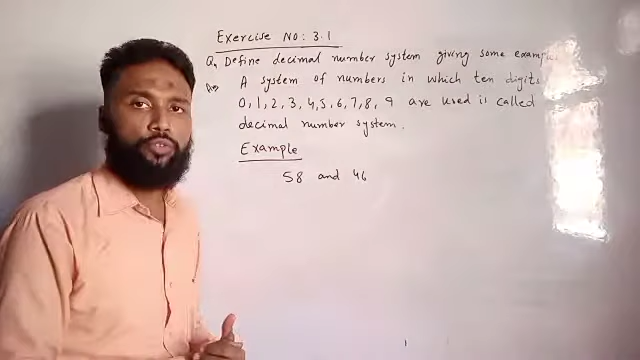 Exercise No: 3.1
Q, Define decimal number system giving some examp
A system of numbers in which ten digits
0, 1, 2, 3, 4, 5, 6, 7, 8, 9 are used is called
decimal number system.
Example
58 and 46